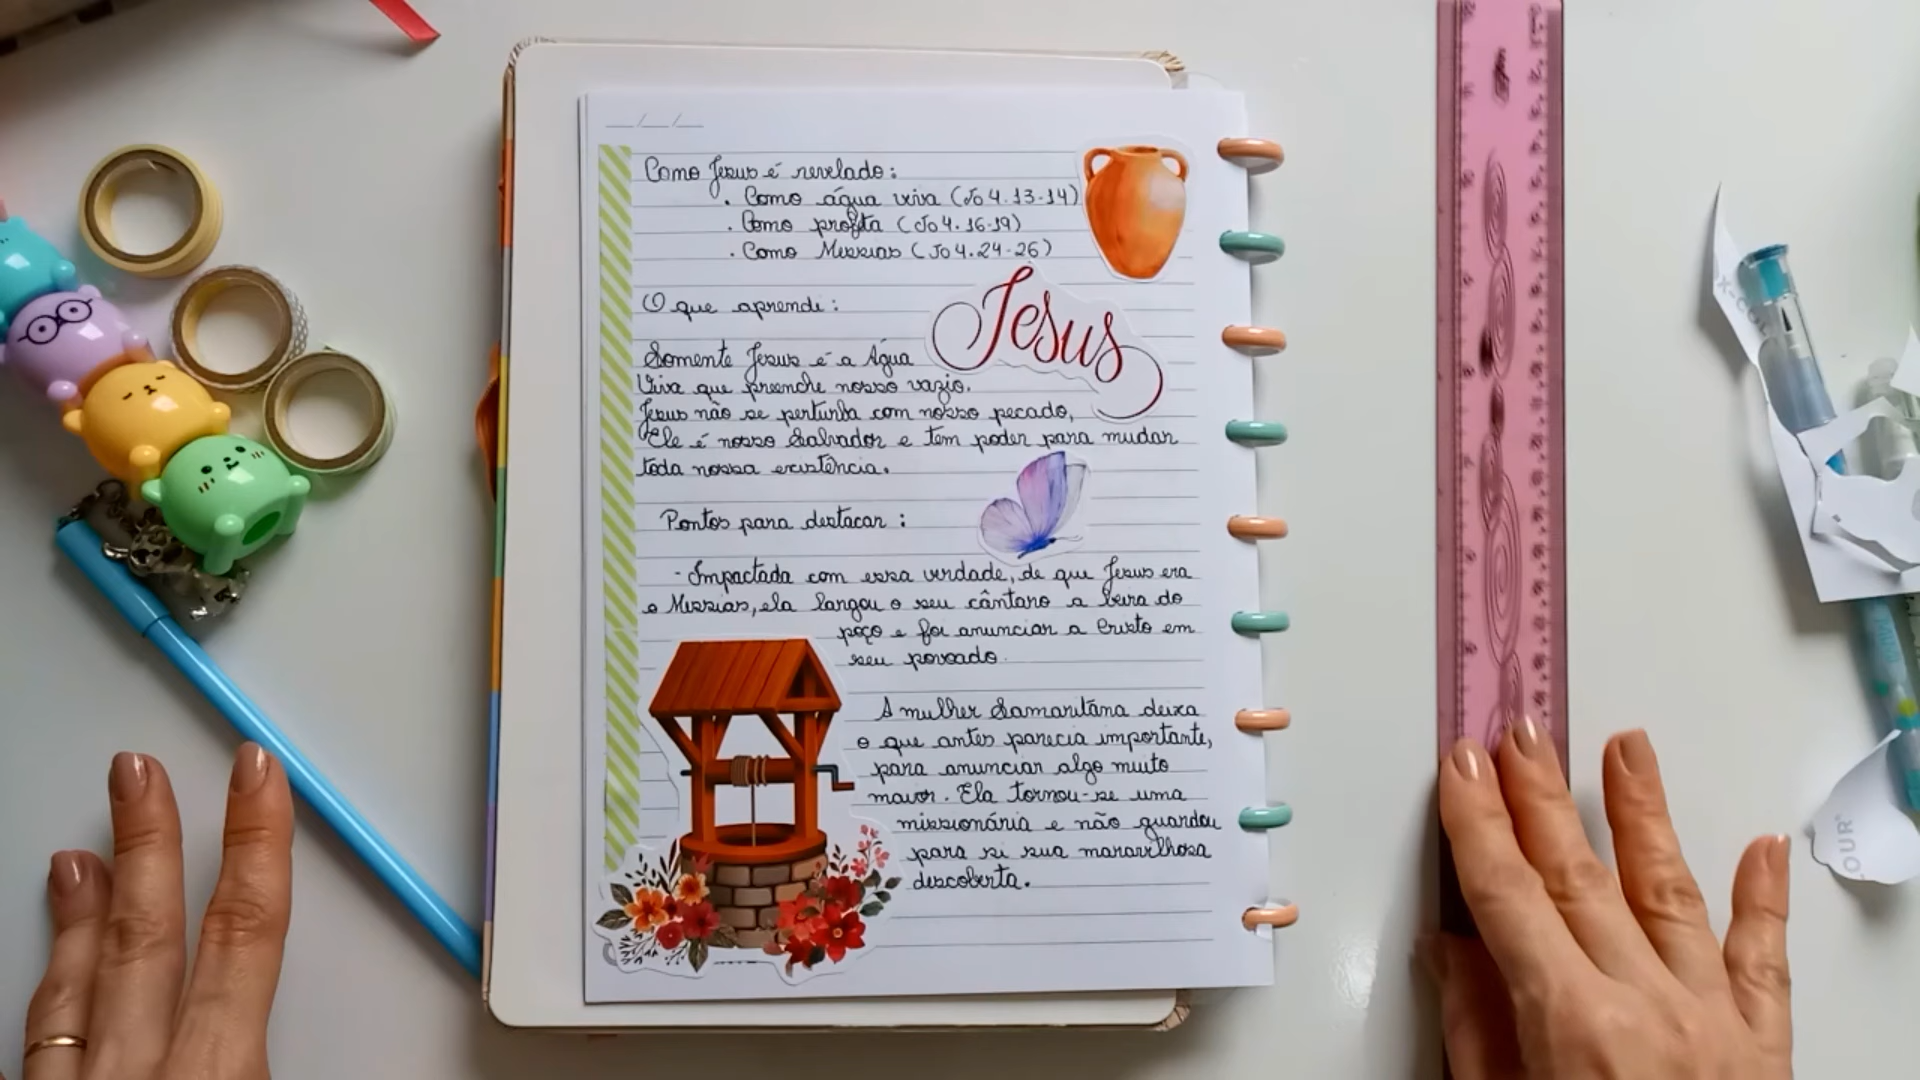 __/__/__
Como Jesus é revelado:
. Como água viva (Jo 4.13-14)
. Como profeta (Jo 4.16-19)
. Como Messias (Jo 4.24-26)
O que aprendi:
Jesus
Somente Jesus é a Água
Viva que preenche nosso vazio.
Jesus não se perturba com nosso pecado,
Ele é nosso Salvador e tem poder para mudar
toda nossa existência.
Pontos para destacar:
- Impactada com essa verdade, de que Jesus era
o Messias, ela largou o seu cântaro a beira do
poço e foi anunciar a Cristo em
seu povoado.
A mulher Samaritana deixa
o que antes parecia importante,
para anunciar algo muito
maior. Ela tornou-se uma
missionária e não guardou
para si sua maravilhosa
descoberta.